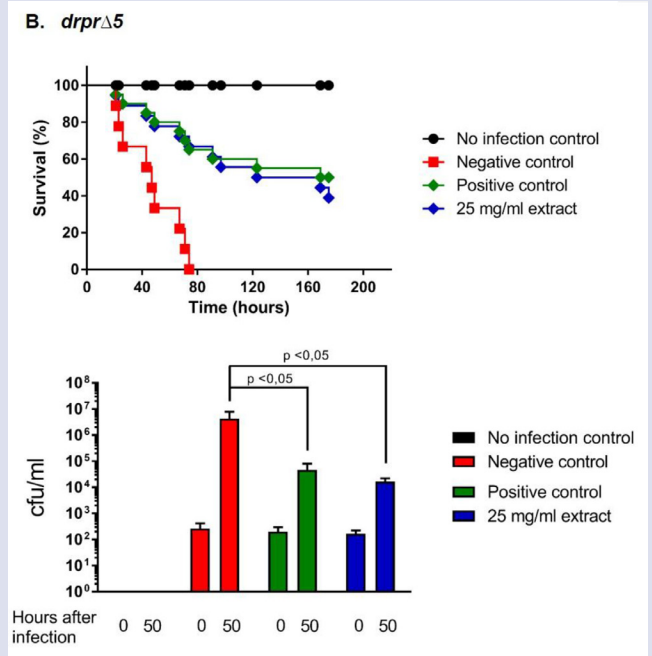 B. drprΔ5
100
80
60
40
20
0
Survival (%)
0 40 80 120 160 200
Time (hours)
No infection control
Negative control
Positive control
25 mg/ml extract
p <0,05
p <0,05
10⁸
10⁷
10⁶
10⁵
10⁴
10³
10²
10¹
10⁰
cfu/ml
No infection control
Negative control
Positive control
25 mg/ml extract
Hours after
infection
0 50 0 50 0 50 0 50